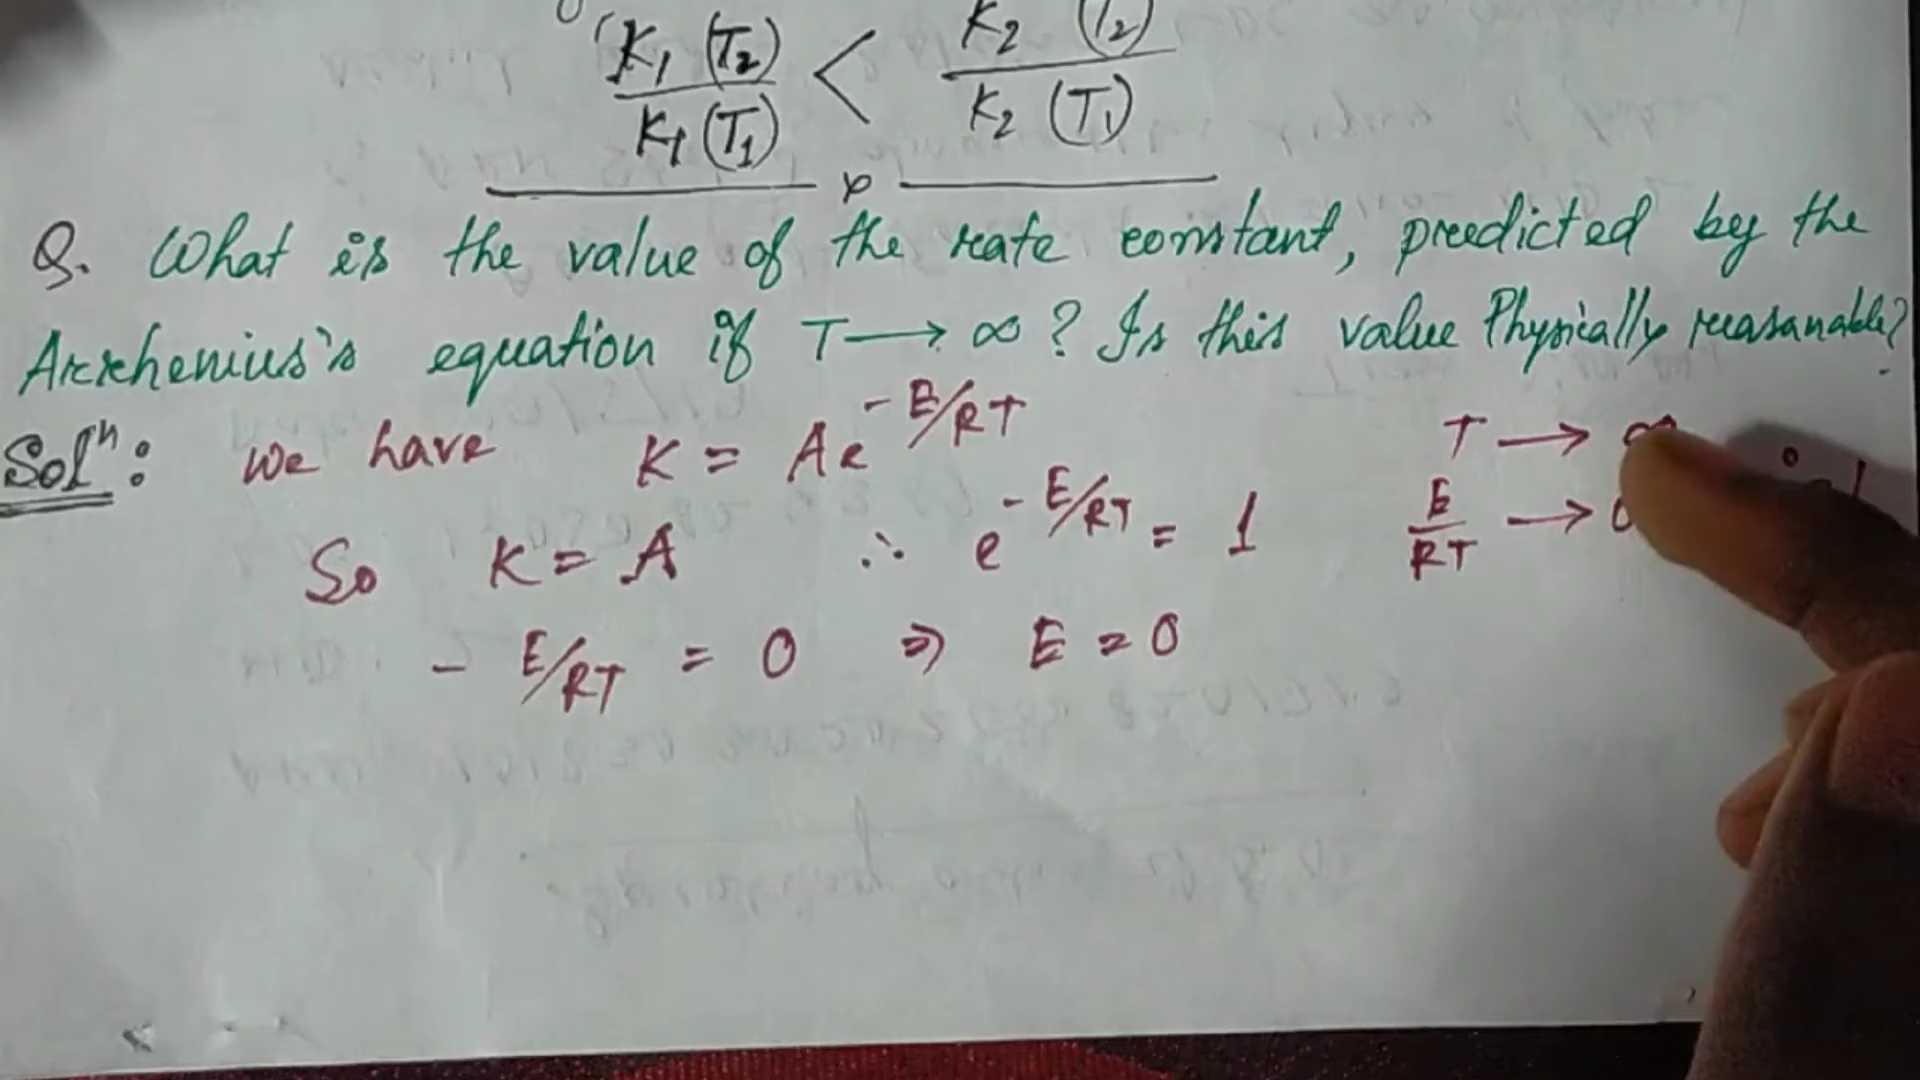 K1 (T2) / K1 (T1) < K2 (T2) / K2 (T1)
x
Q. What is the value of the rate constant, predicted by the
Arrhenius's equation if T → ∞ ? Is this value Physically reasanable?
Solⁿ: We have K = Ae^-E/RT T → ∞
So K = A ∴ e^-E/RT = 1 E/RT → 0
- E/RT = 0 ⇒ E = 0